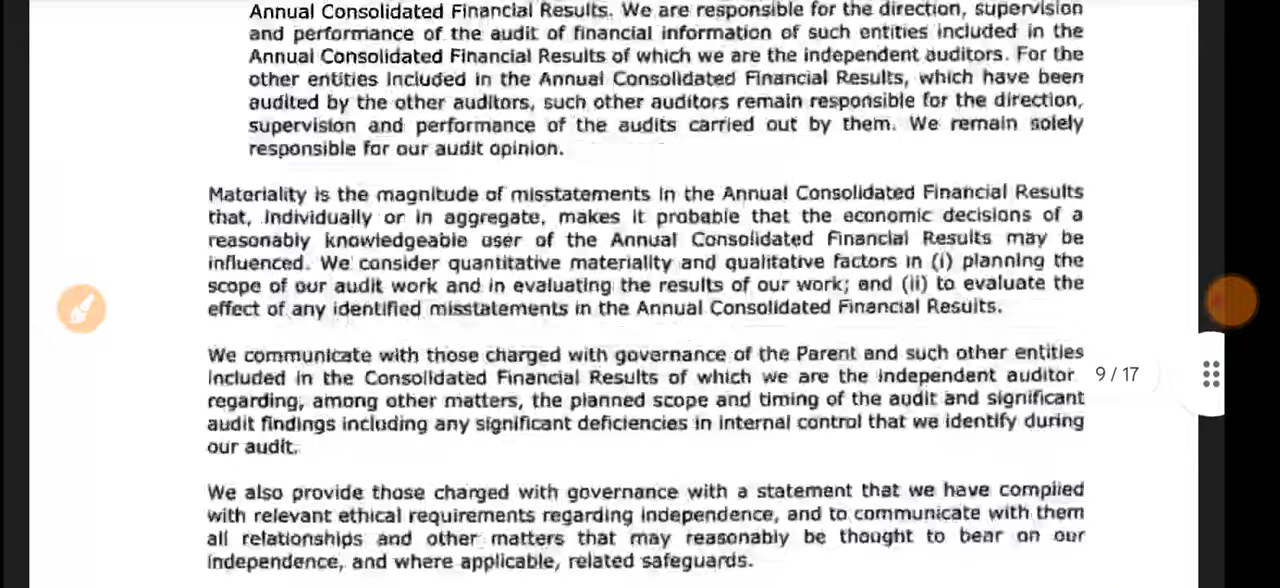 Annual Consolidated Financial Results. We are responsible for the direction, supervision
and performance of the audit of financial information of such entities included in the
Annual Consolidated Financial Results of which we are the independent auditors. For the
other entities included in the Annual Consolidated Financial Results, which have been
audited by the other auditors, such other auditors remain responsible for the direction,
supervision and performance of the audits carried out by them. We remain solely
responsible for our audit opinion.
Materiality is the magnitude of misstatements in the Annual Consolidated Financial Results
that, individually or in aggregate, makes it probable that the economic decisions of a
reasonably knowledgeable user of the Annual Consolidated Financial Results may be
influenced. We consider quantitative materiality and qualitative factors in (i) planning the
scope of our audit work and in evaluating the results of our work; and (ii) to evaluate the
effect of any identified misstatements in the Annual Consolidated Financial Results.
We communicate with those charged with governance of the Parent and such other entities
included in the Consolidated Financial Results of which we are the independent auditor
regarding, among other matters, the planned scope and timing of the audit and significant
audit findings including any significant deficiencies in internal control that we identify during
our audit.
We also provide those charged with governance with a statement that we have complied
with relevant ethical requirements regarding independence, and to communicate with them
all relationships and other matters that may reasonably be thought to bear on our
independence, and where applicable, related safeguards.
9 / 17